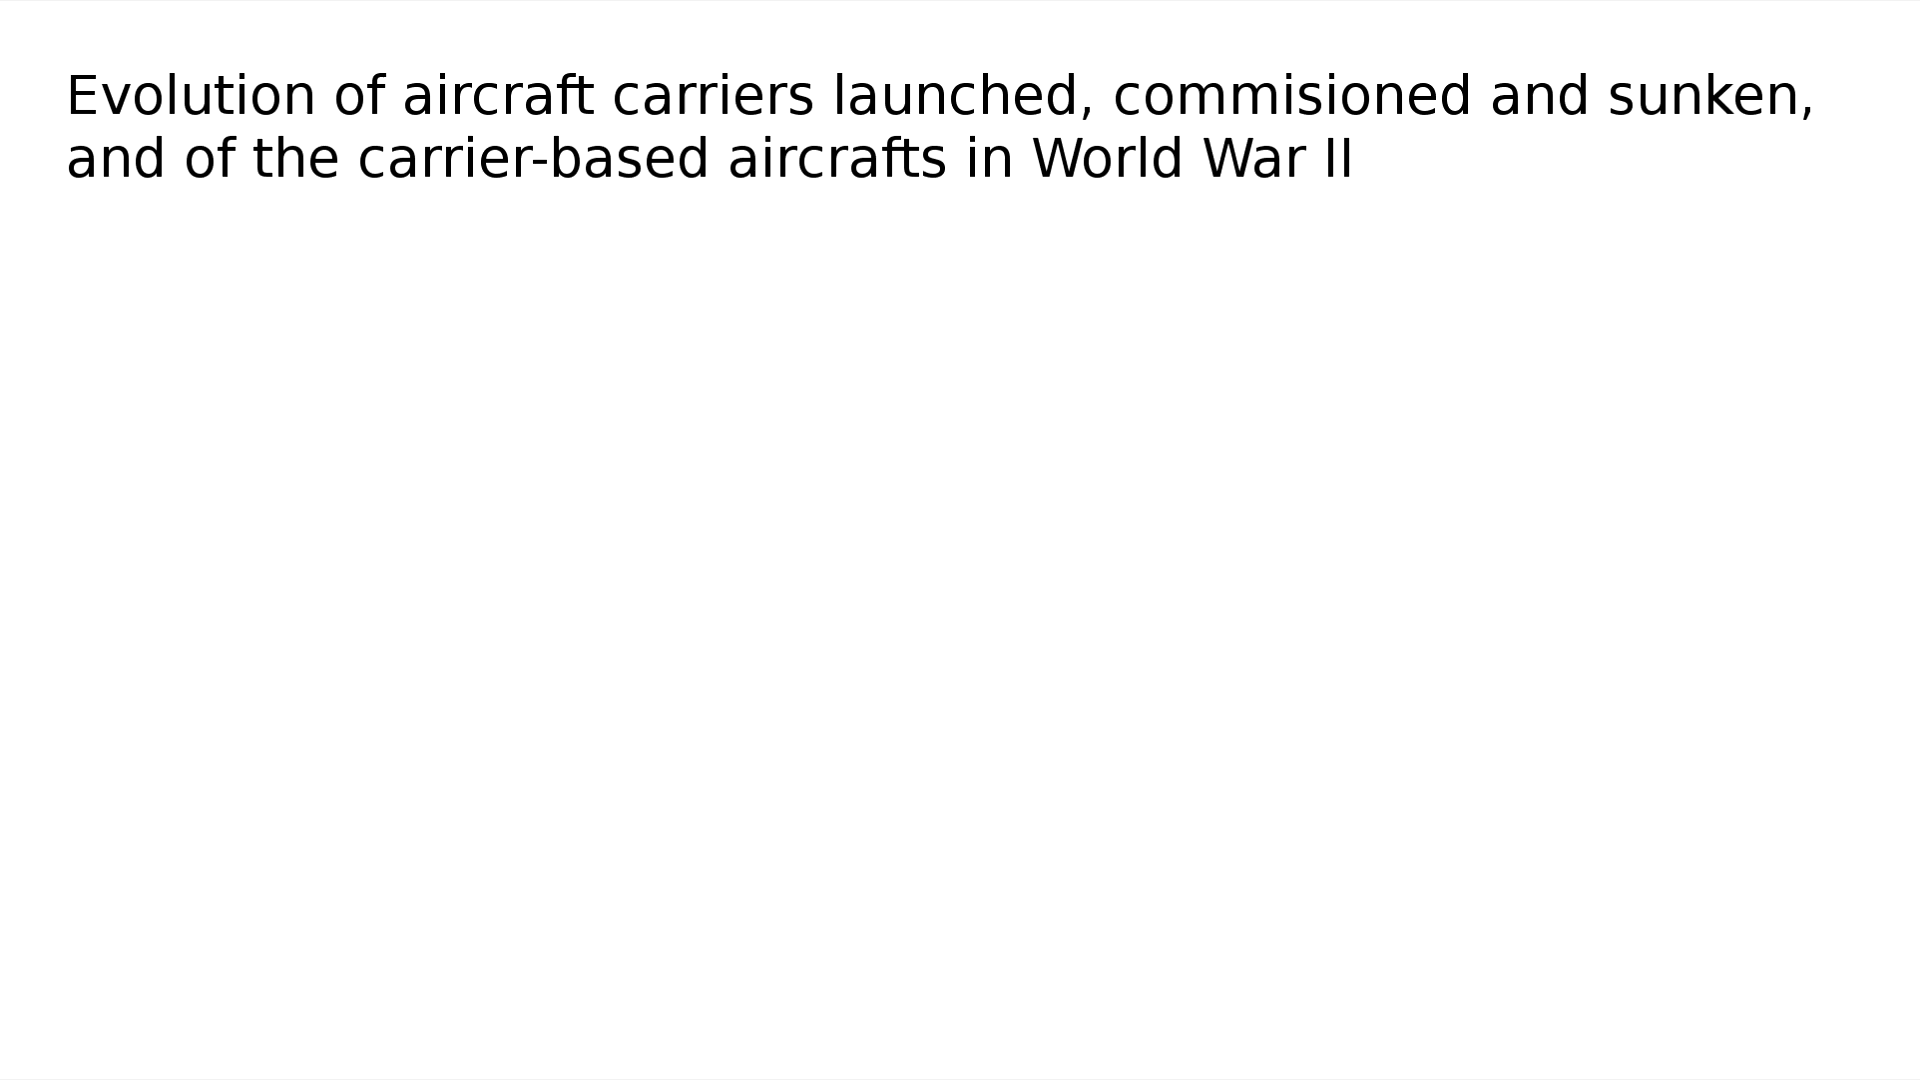 Evolution of aircraft carriers launched, commisioned and sunken,
and of the carrier-based aircrafts in World War II